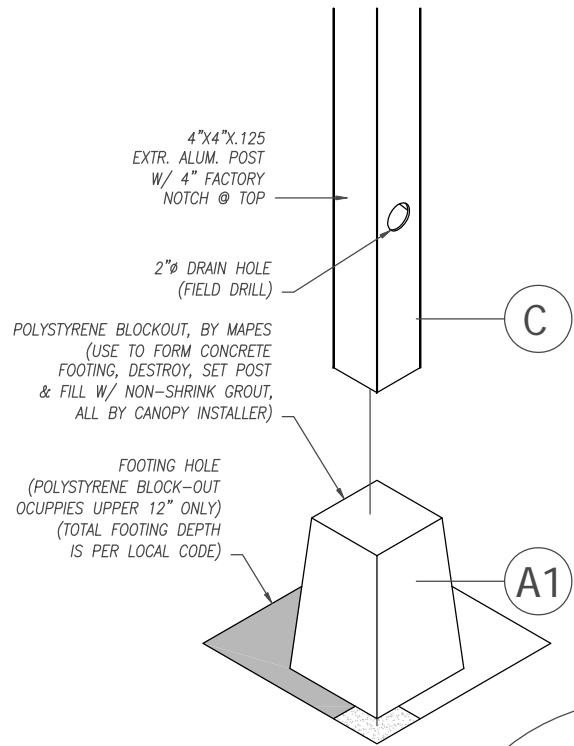 4"X4"X.125
EXTR. ALUM. POST
W/ 4" FACTORY
NOTCH @ TOP
2"ø DRAIN HOLE
(FIELD DRILL)
C
POLYSTYRENE BLOCKOUT, BY MAPES
(USE TO FORM CONCRETE
FOOTING, DESTROY, SET POST
& FILL W/ NON-SHRINK GROUT,
ALL BY CANOPY INSTALLER)
FOOTING HOLE
(POLYSTYRENE BLOCK-OUT
OCUPPIES UPPER 12" ONLY)
(TOTAL FOOTING DEPTH
IS PER LOCAL CODE)
A1